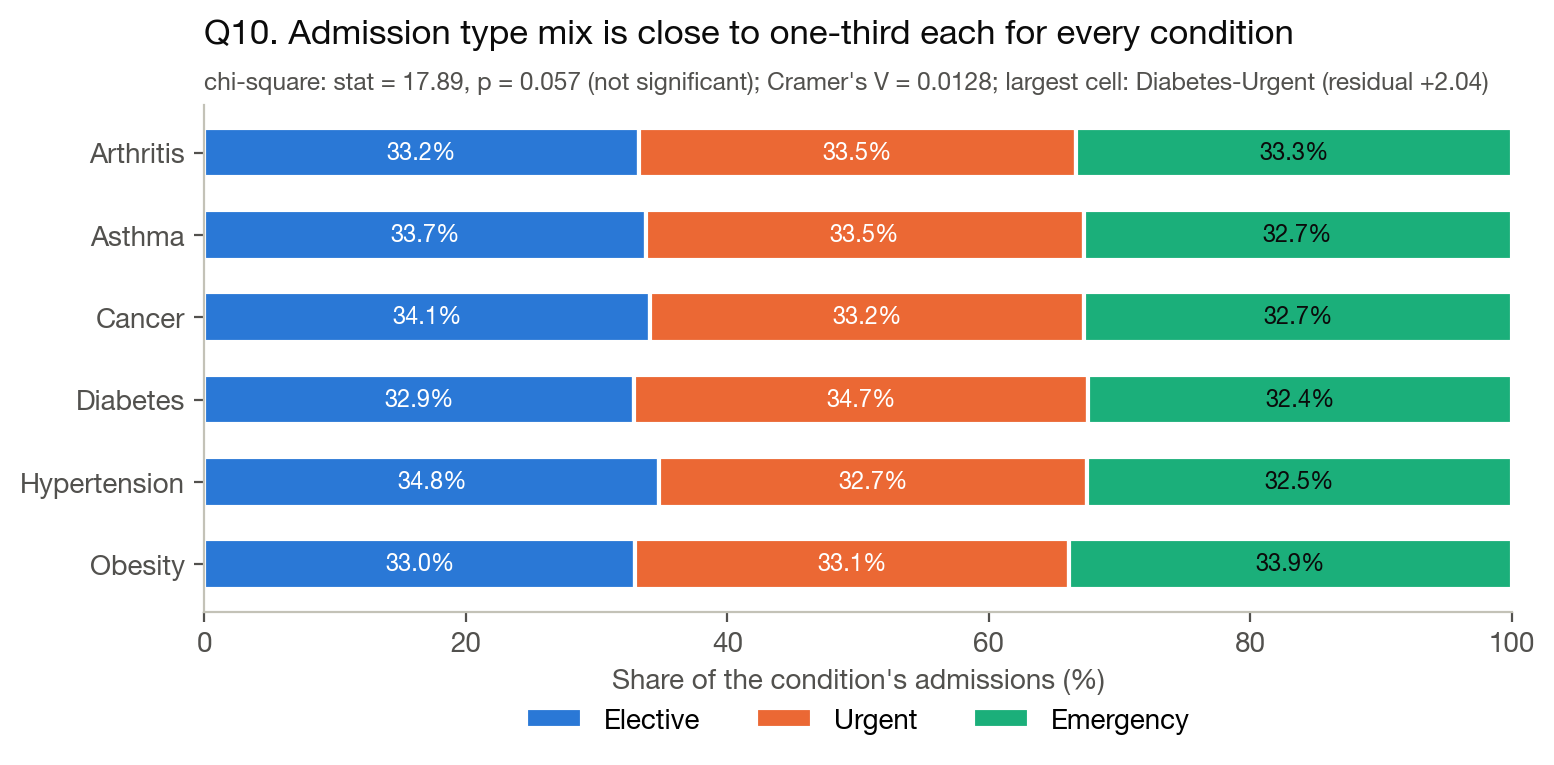 Q10. Admission type mix is close to one-third each for every condition
chi-square: stat = 17.89, p = 0.057 (not significant); Cramer's V = 0.0128; largest cell: Diabetes-Urgent (residual +2.04)
Arthritis 33.2% 33.5% 33.3%
Asthma 33.7% 33.5% 32.7%
Cancer 34.1% 33.2% 32.7%
Diabetes 32.9% 34.7% 32.4%
Hypertension 34.8% 32.7% 32.5%
Obesity 33.0% 33.1% 33.9%
0 20 40 60 80 100
Share of the condition's admissions (%)
Elective Urgent Emergency